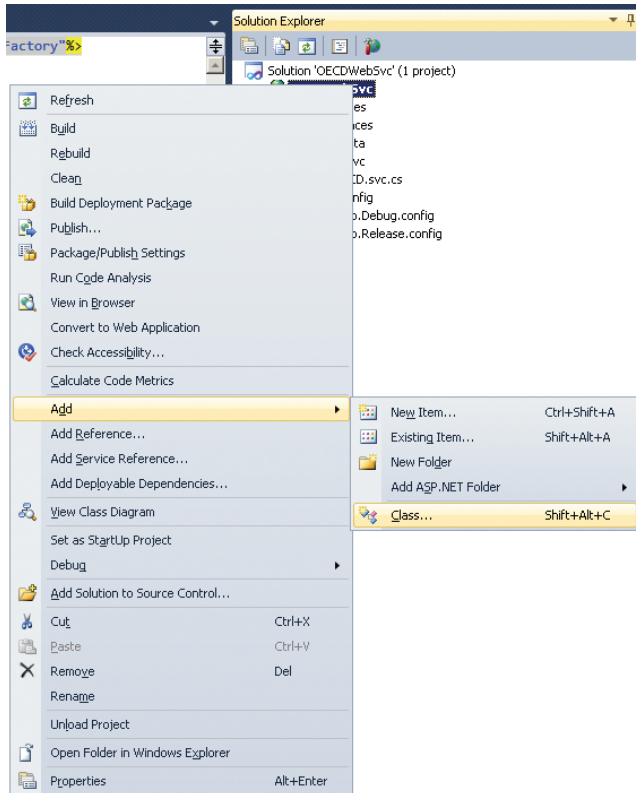 Solution Explorer
Factory"%>
Solution 'OECDWebSvc' (1 project)
Svc
es
nces
ta
vc
CD.svc.cs
nfig
b.Debug.config
b.Release.config
Refresh
Build
Rebuild
Clean
Build Deployment Package
Publish...
Package/Publish Settings
Run Code Analysis
View in Browser
Convert to Web Application
Check Accessibility...
Calculate Code Metrics
Add
New Item... Ctrl+Shift+A
Add Reference...
Existing Item... Shift+Alt+A
Add Service Reference...
New Folder
Add Deployable Dependencies...
Add ASP.NET Folder
View Class Diagram
Class... Shift+Alt+C
Set as StartUp Project
Debug
Add Solution to Source Control...
Cut Ctrl+X
Paste Ctrl+V
Remove Del
Rename
Unload Project
Open Folder in Windows Explorer
Properties Alt+Enter